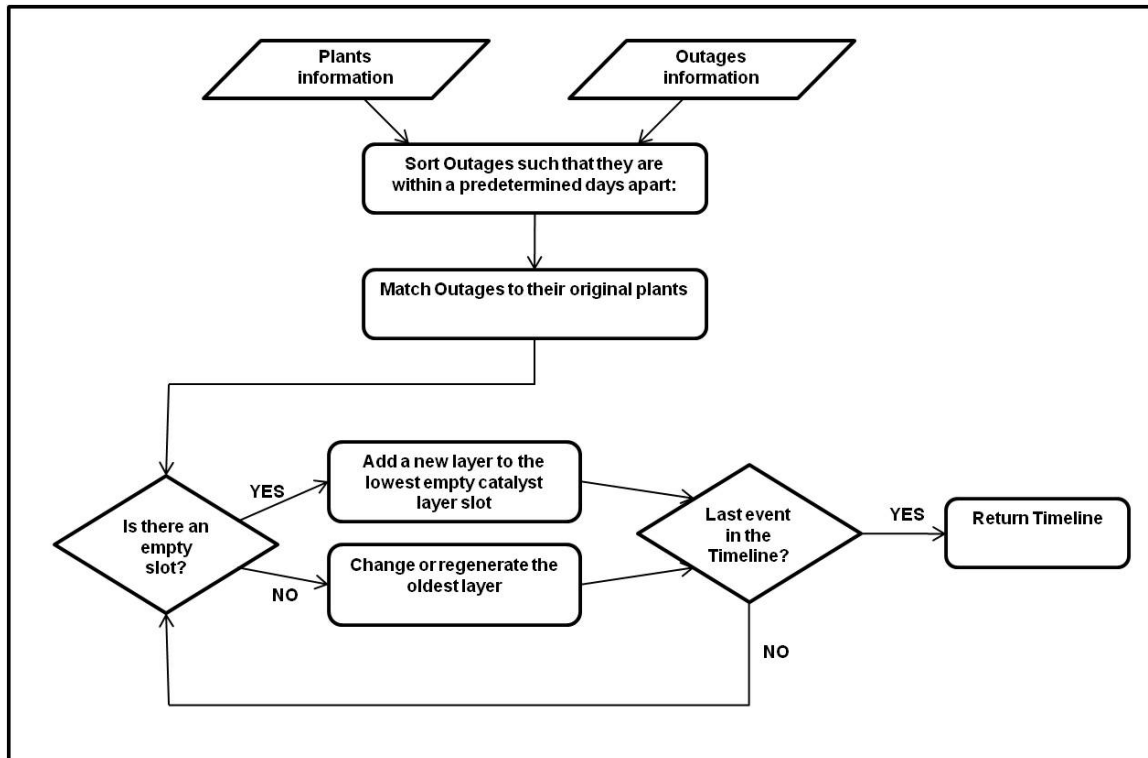 Plants
information
Outages
information
Sort Outages such that they are
within a predetermined days apart:
Match Outages to their original plants
Is there an
empty
slot?
YES
Add a new layer to the
lowest empty catalyst
layer slot
NO
Change or regenerate the
oldest layer
Last event
in the
Timeline?
YES
Return Timeline
NO